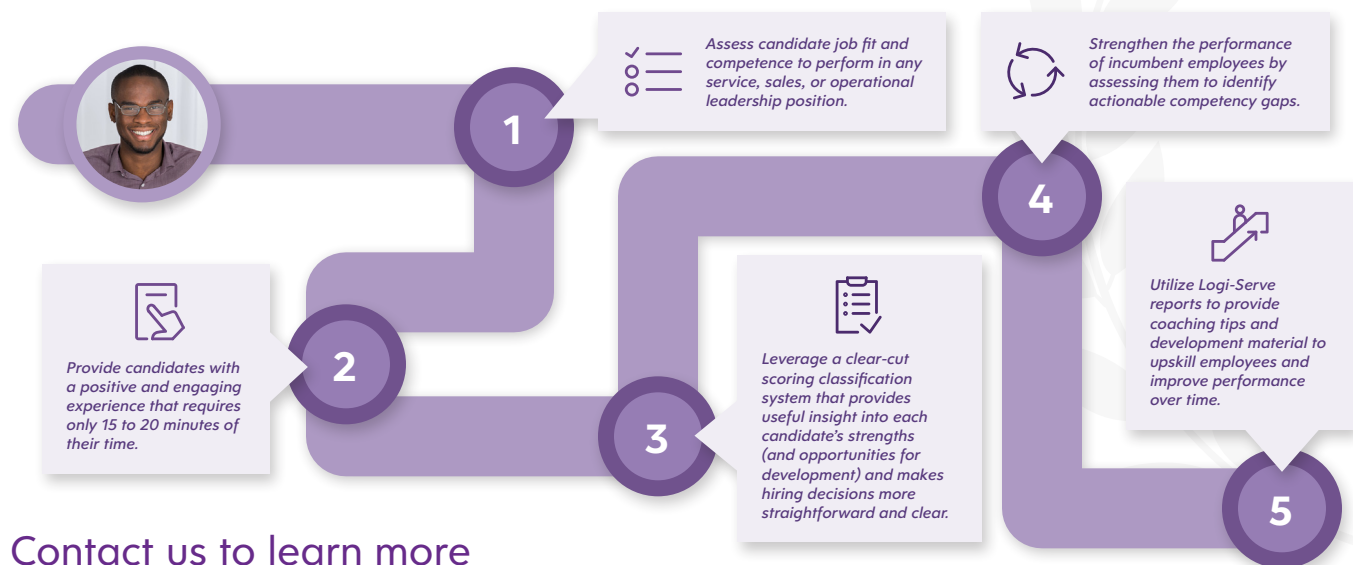 1
Assess candidate job fit and
competence to perform in any
service, sales, or operational
leadership position.
2
Provide candidates with
a positive and engaging
experience that requires
only 15 to 20 minutes of
their time.
3
Leverage a clear-cut
scoring classification
system that provides
useful insight into each
candidate's strengths
(and opportunities for
development) and makes
hiring decisions more
straightforward and clear.
4
Strengthen the performance
of incumbent employees by
assessing them to identify
actionable competency gaps.
5
Utilize Logi-Serve
reports to provide
coaching tips and
development material to
upskill employees and
improve performance
over time.
Contact us to learn more